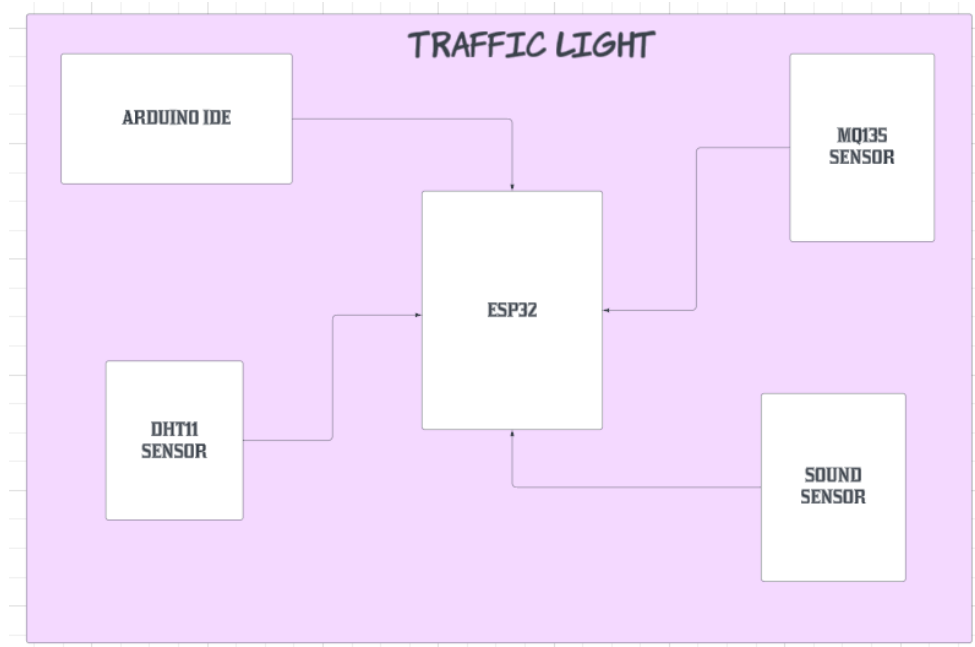 TRAFFIC LIGHT
ARDUINO IDE
MQ135
SENSOR
ESP32
DHT11
SENSOR
SOUND
SENSOR